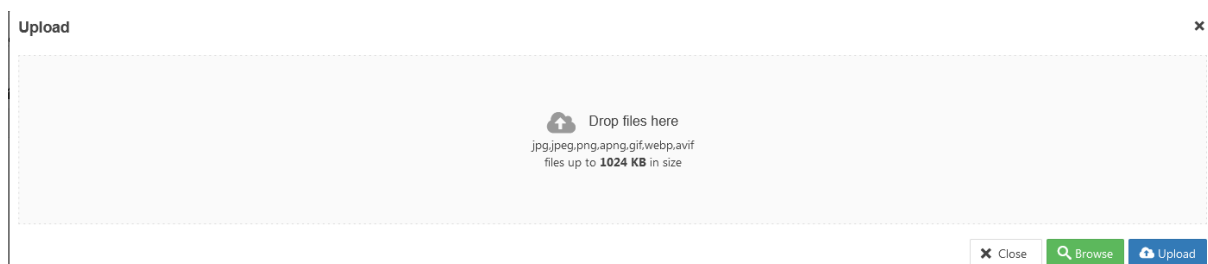 Upload
Drop files here
jpg,jpeg,png,apng,gif,webp,avif
files up to 1024 KB in size
Close
Browse
Upload